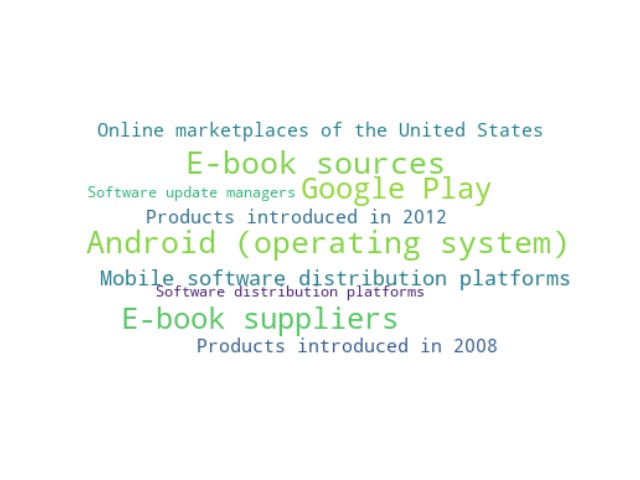 Online marketplaces of the United States
E-book sources
Software update managers Google Play
Products introduced in 2012
Android (operating system)
Mobile software distribution platforms
Software distribution platforms
E-book suppliers
Products introduced in 2008